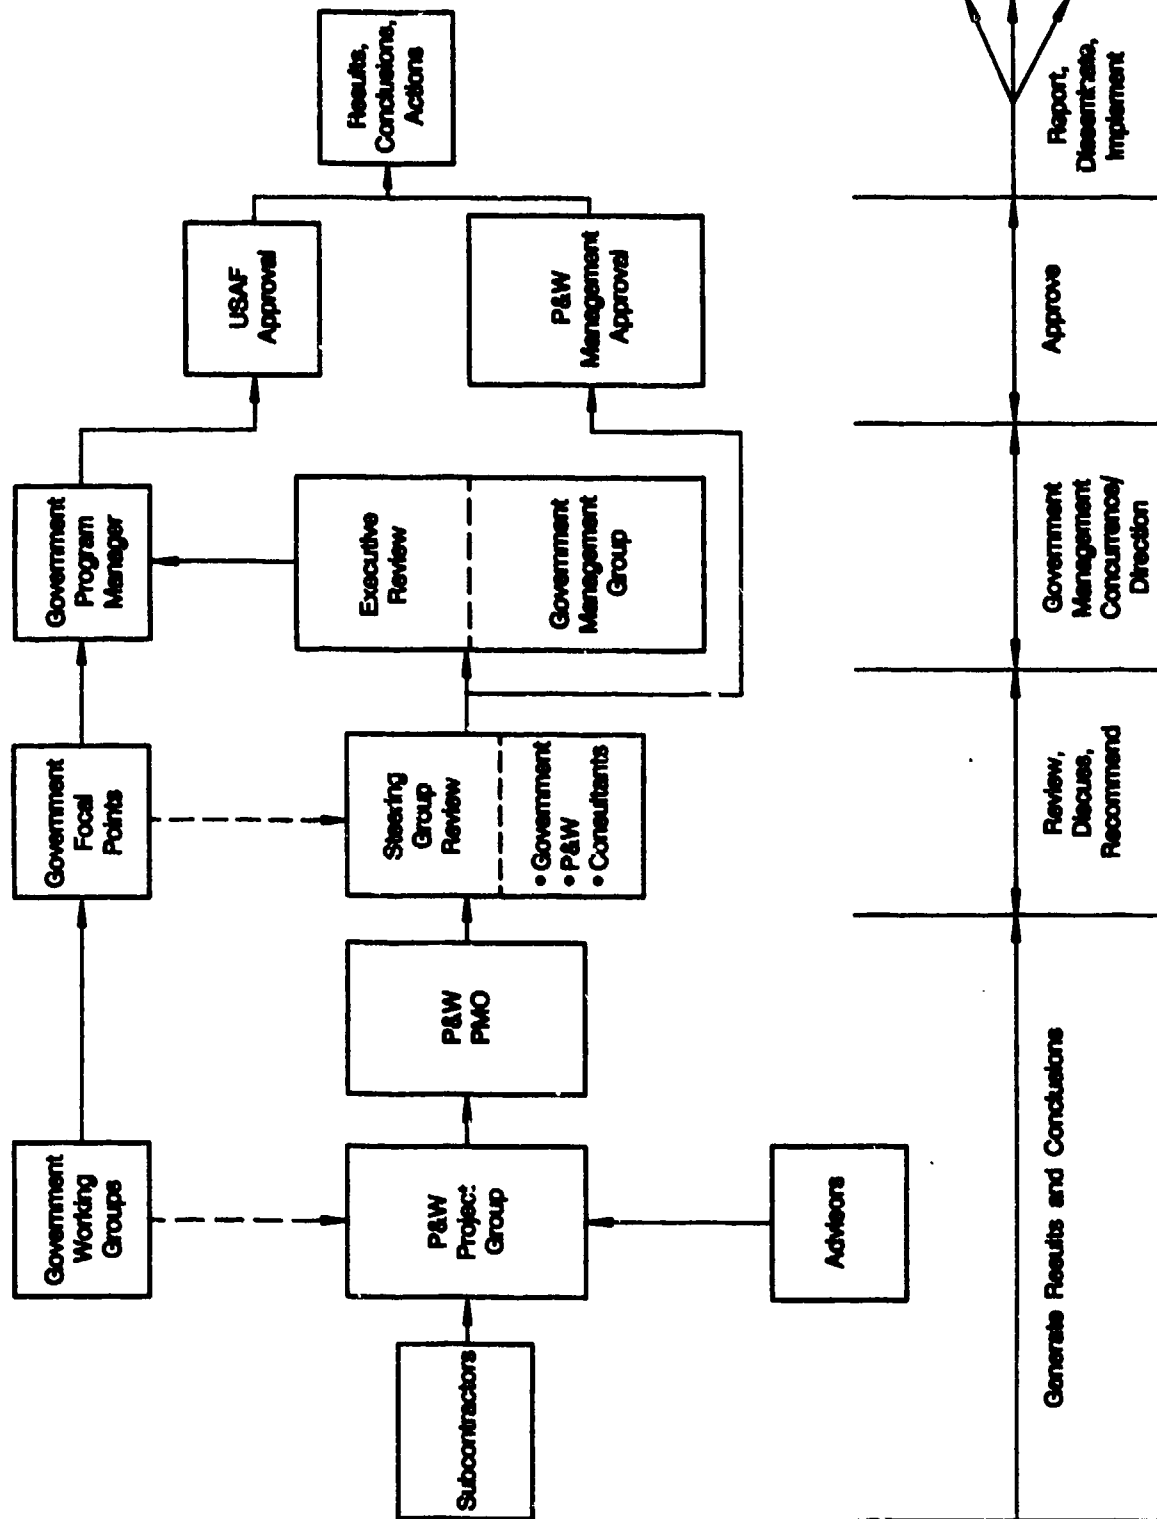 Government
Working
Groups
Government
Focal
Points
Government
Program
Manager
USAF
Approval
Results,
Conclusions,
Actions
Subcontractors
P&W
Project
Group
P&W
PMO
Steering
Group
Review
• Government
• P&W
• Consultants
Executive
Review
Government
Management
Group
P&W
Management
Approval
Advisors
Generate Results and Conclusions
Review,
Discuss,
Recommend
Government
Management
Concurrence/
Direction
Approve
Report,
Disseminate,
Implement